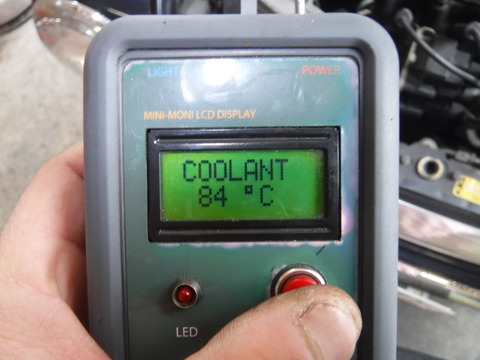 LIGHT POWER
MINI-MONI LCD DISPLAY
COOLANT
84 °C
LED